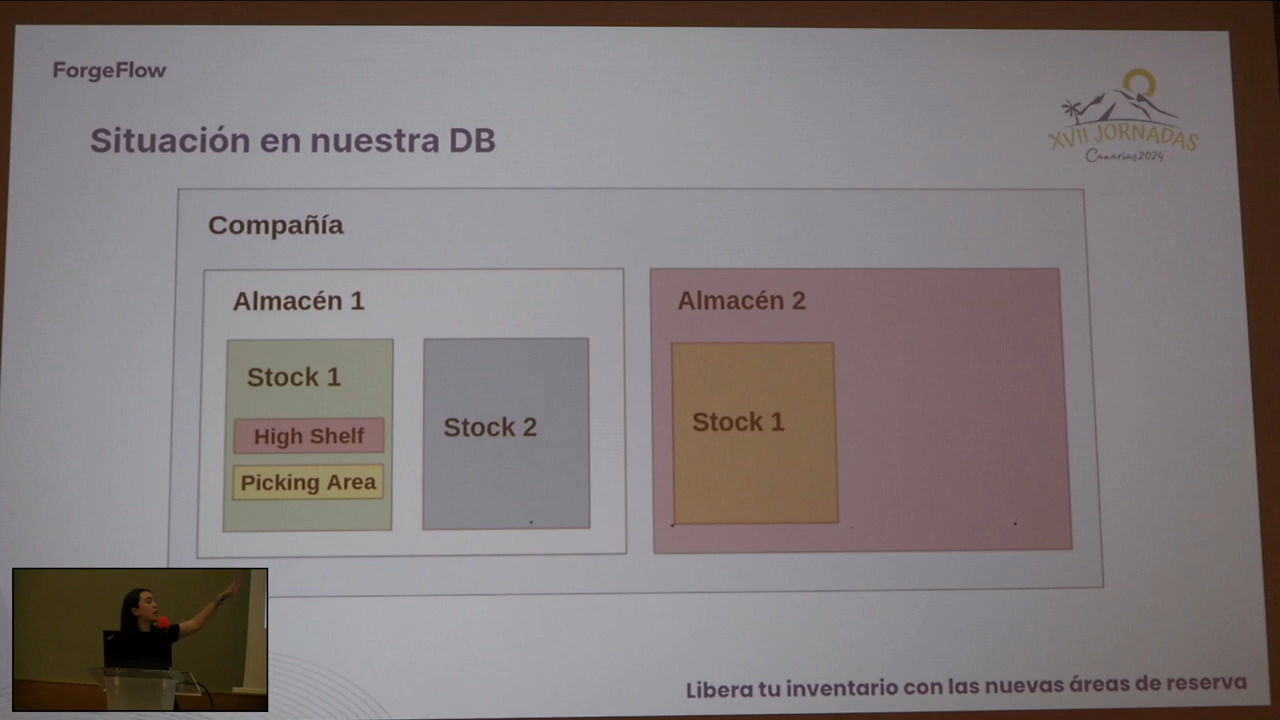 ForgeFlow
XVII JORNADAS
Canarias2024
Situación en nuestra DB
Compañía
Almacén 1
Almacén 2
Stock 1
High Shelf
Picking Area
Stock 2
Stock 1
Libera tu inventario con las nuevas áreas de reserva